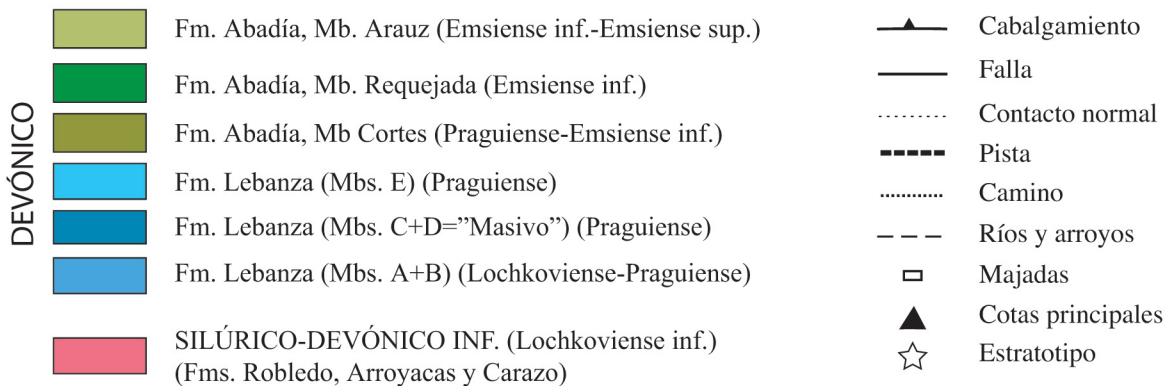 DEVÓNICO
Fm. Abadía, Mb. Arauz (Emsiense inf.-Emsiense sup.)
Fm. Abadía, Mb. Requejada (Emsiense inf.)
Fm. Abadía, Mb Cortes (Praguiense-Emsiense inf.)
Fm. Lebanza (Mbs. E) (Praguiense)
Fm. Lebanza (Mbs. C+D=”Masivo”) (Praguiense)
Fm. Lebanza (Mbs. A+B) (Lochkoviense-Praguiense)
SILÚRICO-DEVÓNICO INF. (Lochkoviense inf.)
(Fms. Robledo, Arroyacas y Carazo)
Cabalgamiento
Falla
Contacto normal
Pista
Camino
Ríos y arroyos
Majadas
Cotas principales
Estratotipo